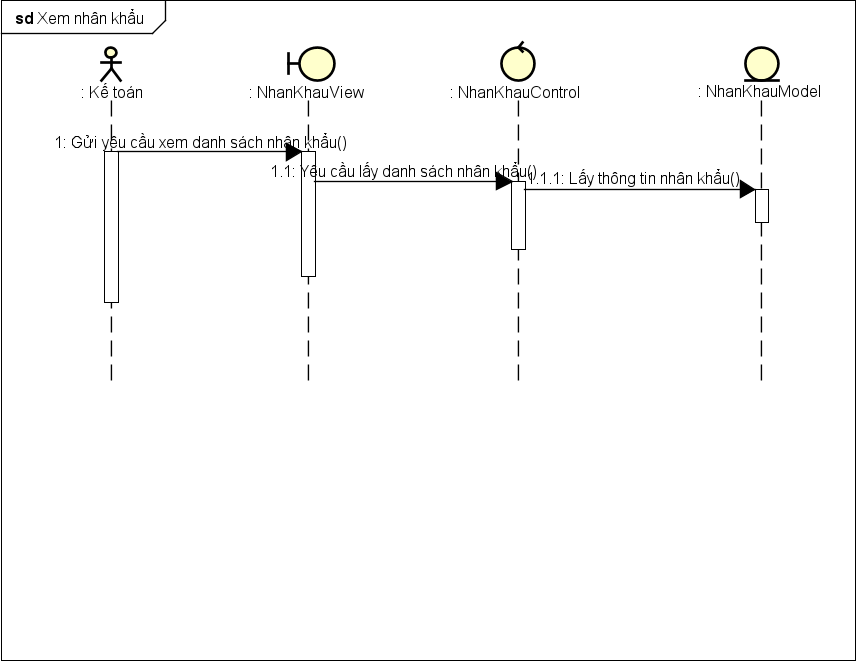 sd Xem nhân khẩu
: Kế toán
: NhanKhauView
: NhanKhauControl
: NhanKhauModel
1: Gửi yêu cầu xem danh sách nhân khẩu()
1.1: Yêu cầu lấy danh sách nhân khẩu()
1.1.1: Lấy thông tin nhân khẩu()